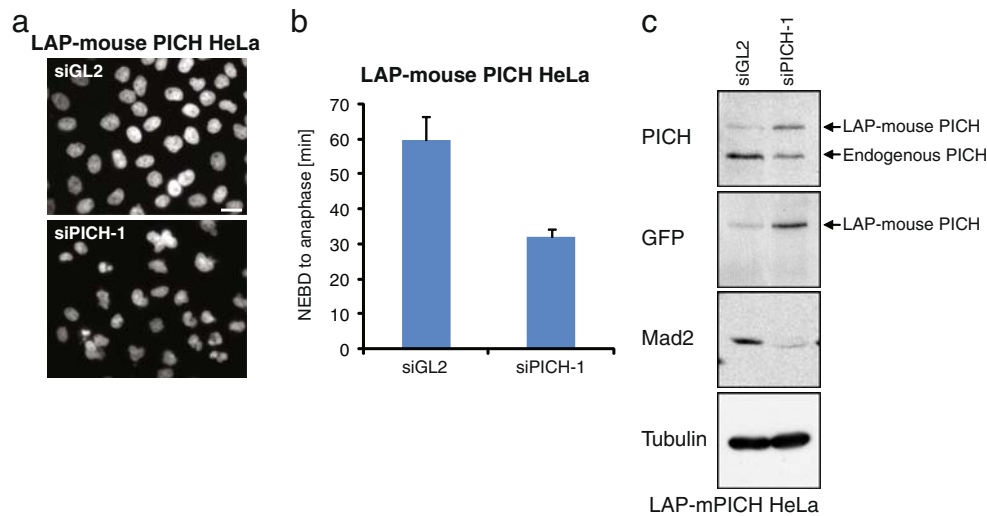 a
LAP-mouse PICH HeLa
siGL2
siPICH-1
b
LAP-mouse PICH HeLa
NEBD to anaphase [min]
70
60
50
40
30
20
10
0
siGL2
siPICH-1
c
siGL2
siPICH-1
PICH
LAP-mouse PICH
Endogenous PICH
GFP
LAP-mouse PICH
Mad2
Tubulin
LAP-mPICH HeLa